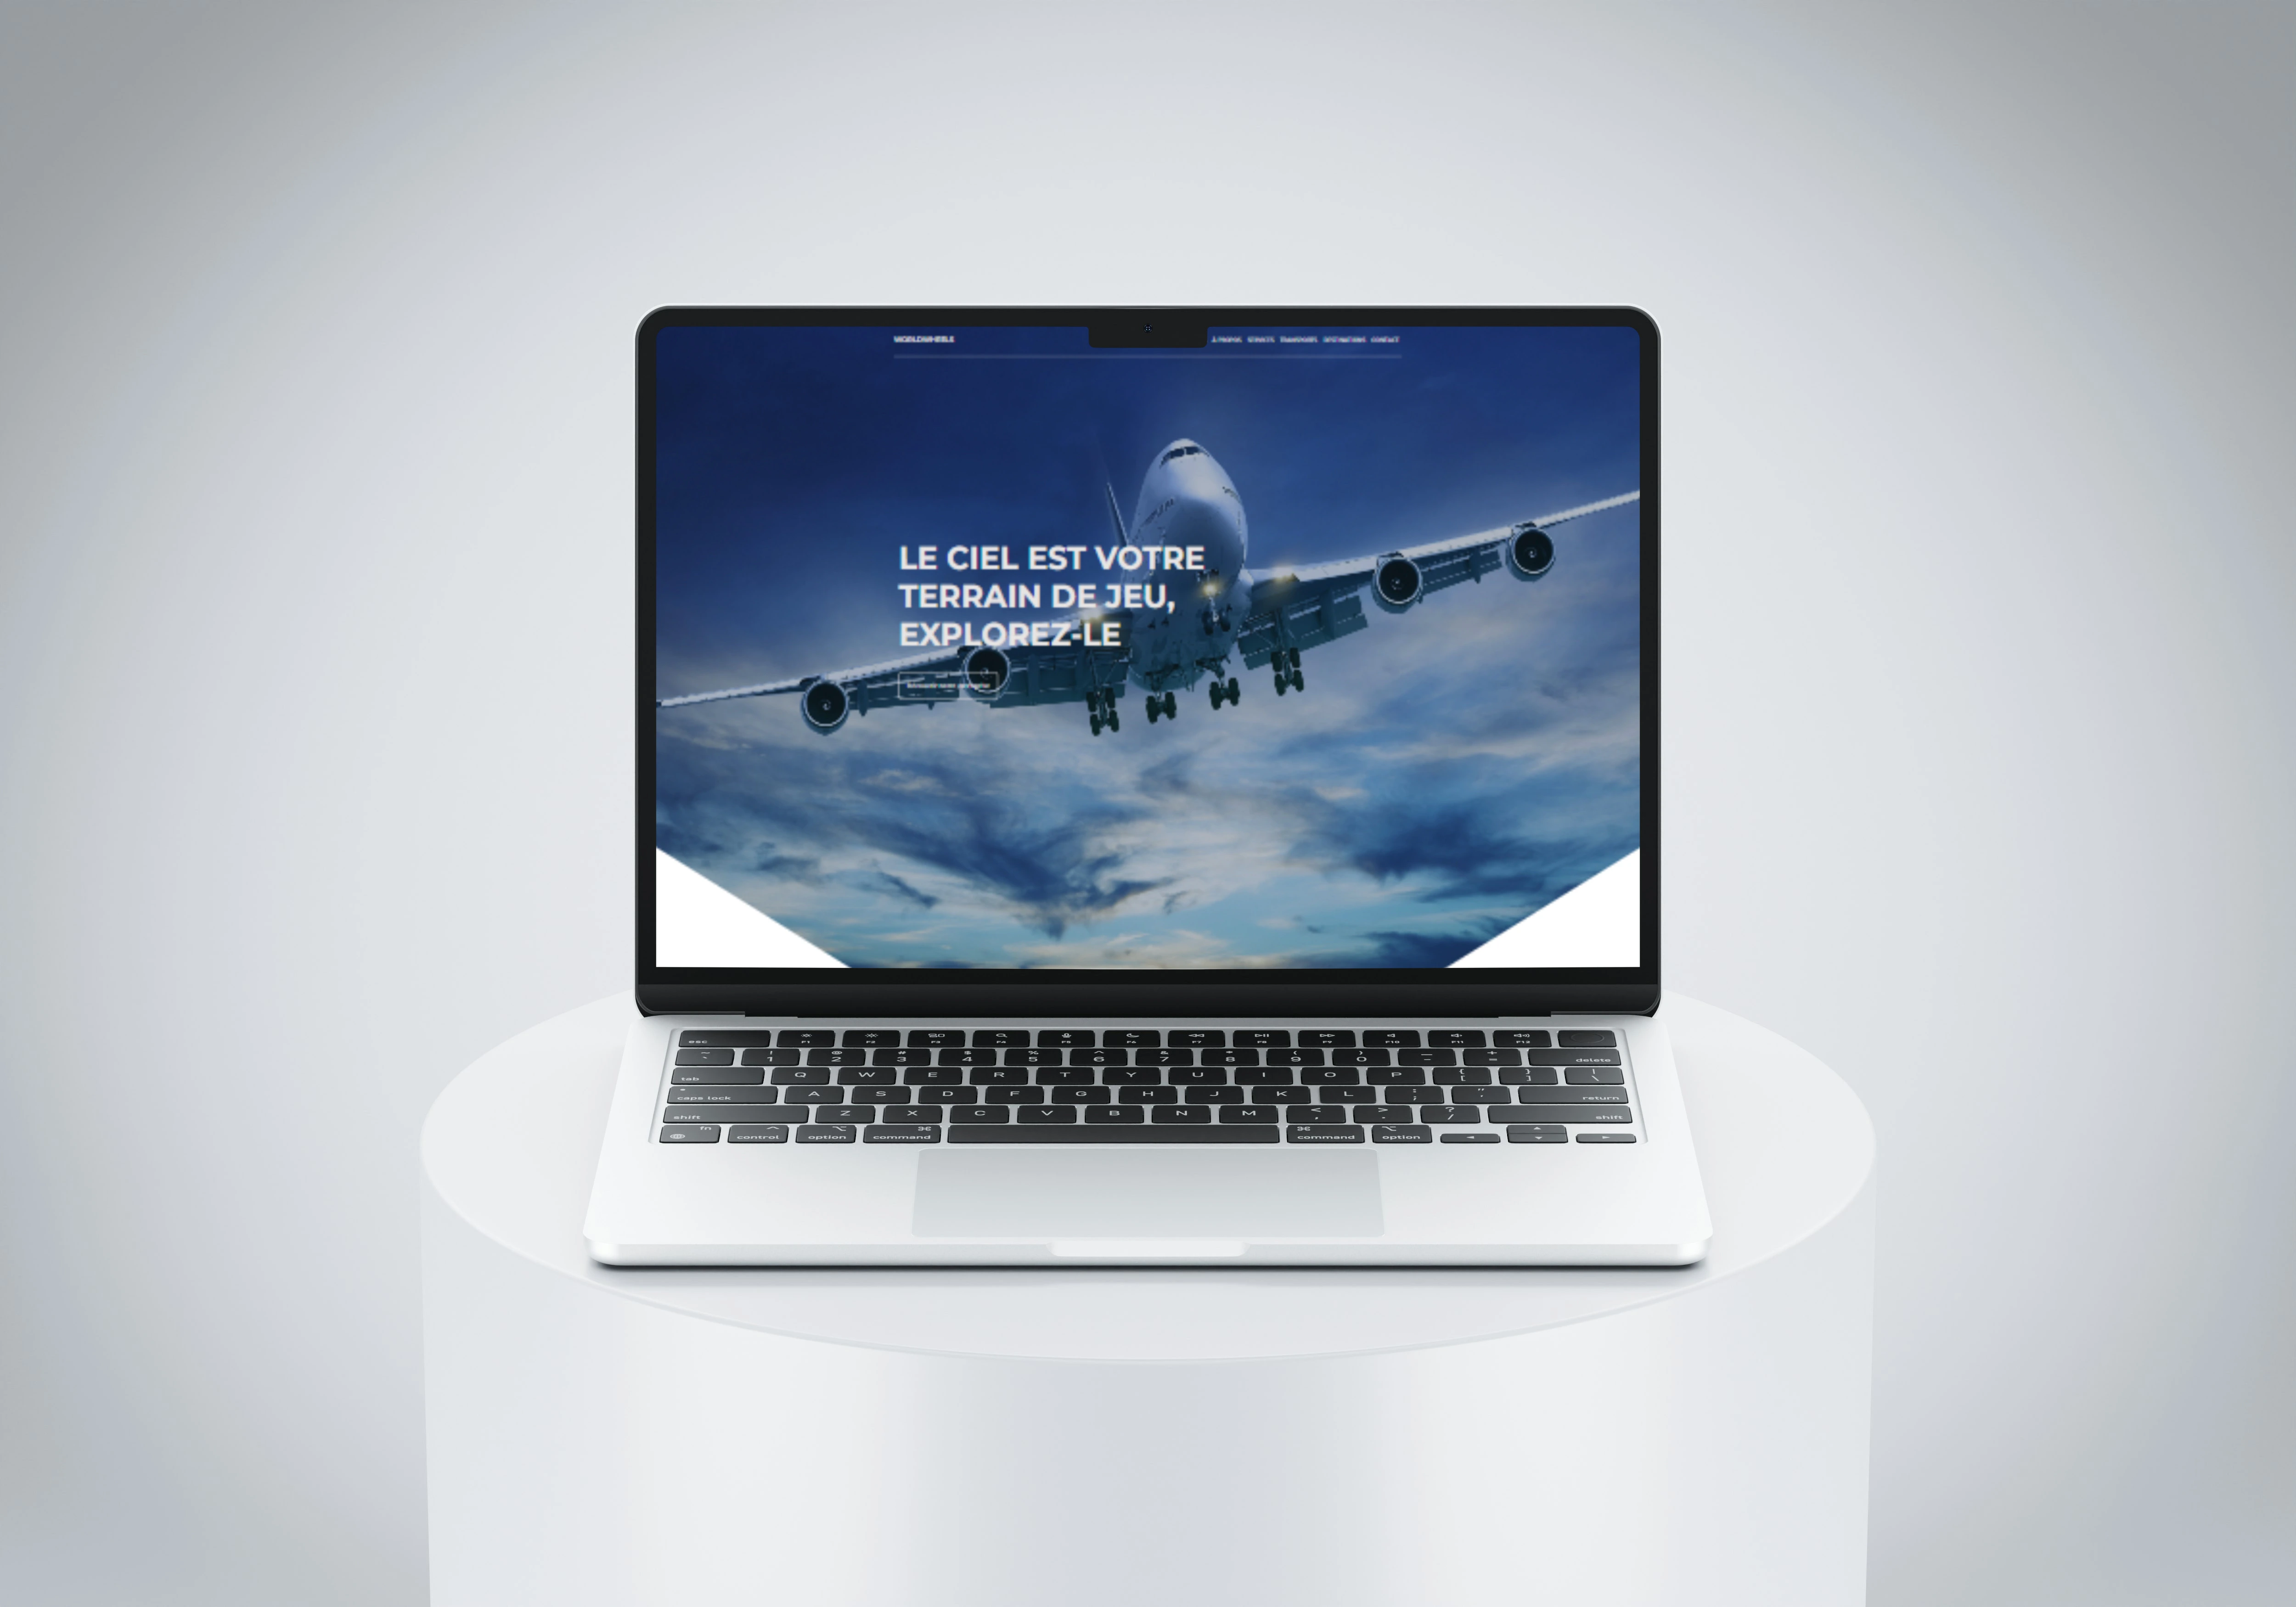 WORLDWHEELS
À PROPOS SERVICES TRANSPORTS DESTINATIONS CONTACT
LE CIEL EST VOTRE
TERRAIN DE JEU,
EXPLOREZ-LE
esc F1 F2 F3 F4 F5 F6 F7 F8 F9 F10 F11 F12
~ ! @ # $ % ^ & * ( ) — +
` 1 2 3 4 5 6 7 8 9 0 - = delete
tab Q W E R T Y U I O P { [ } ] | \
caps lock A S D F G H J K L : ; " ' return
shift Z X C V B N M < , > . ? / shift
fn control option command command option